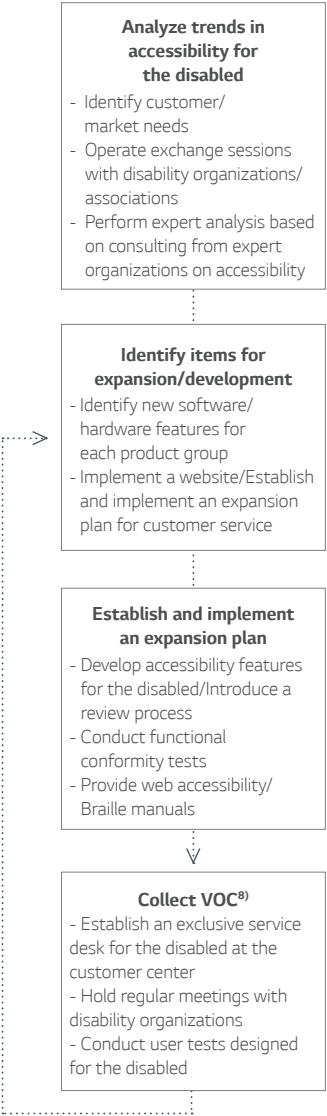 Analyze trends in
accessibility for
the disabled
- Identify customer/
market needs
- Operate exchange sessions
with disability organizations/
associations
- Perform expert analysis based
on consulting from expert
organizations on accessibility
Identify items for
expansion/development
- Identify new software/
hardware features for
each product group
- Implement a website/Establish
and implement an expansion
plan for customer service
Establish and implement
an expansion plan
- Develop accessibility features
for the disabled/Introduce a
review process
- Conduct functional
conformity tests
- Provide web accessibility/
Braille manuals
Collect VOC⁸⁾
- Establish an exclusive service
desk for the disabled at the
customer center
- Hold regular meetings with
disability organizations
- Conduct user tests designed
for the disabled